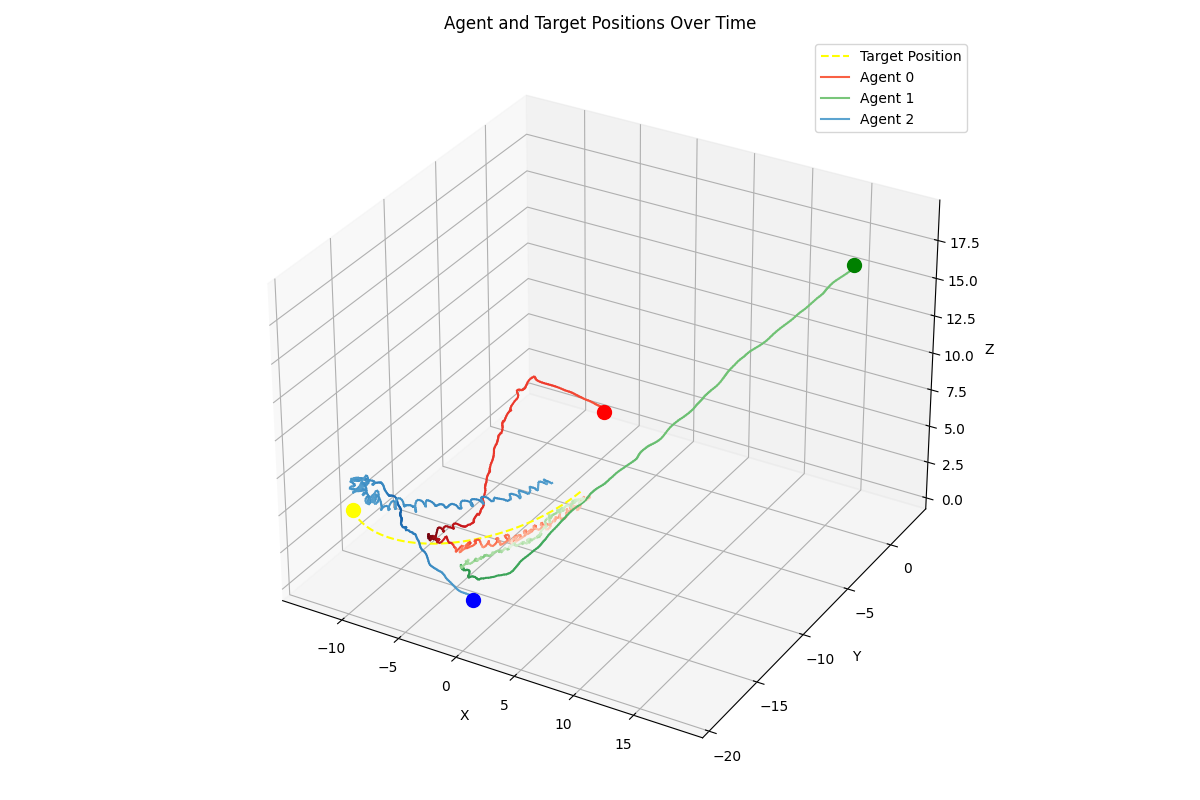 Agent and Target Positions Over Time
Target Position
Agent 0
Agent 1
Agent 2
17.5
15.0
12.5
Z
10.0
7.5
5.0
2.5
0.0
0
−5
−10
Y
−15
−20
−10
−5
0
5
10
15
X